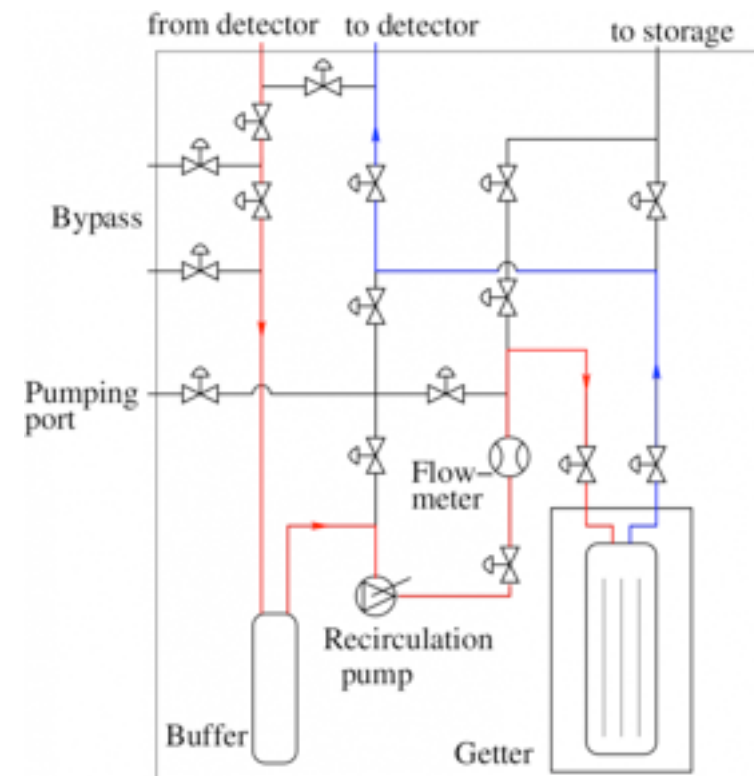 from detector
to detector
to storage
Bypass
Pumping
port
Flow-
meter
Recirculation
pump
Buffer
Getter